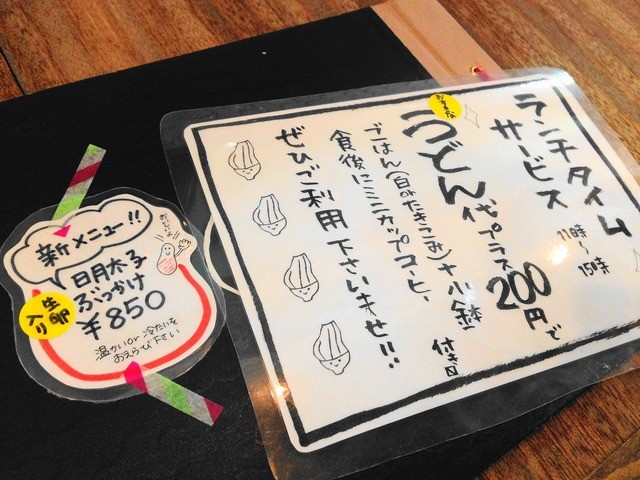 ランチタイム
サービス
11時〜
15時
おすきな
うどん代プラス200円で
ごはん(白orたきこみ)+小鉢
食後にミニカップコーヒー
付き
ぜひご利用下さいませ!!
新メニュー!!
明太子
ぶっかけ
¥850
生卵
入り
温かいor冷たいを
おえらび下さい